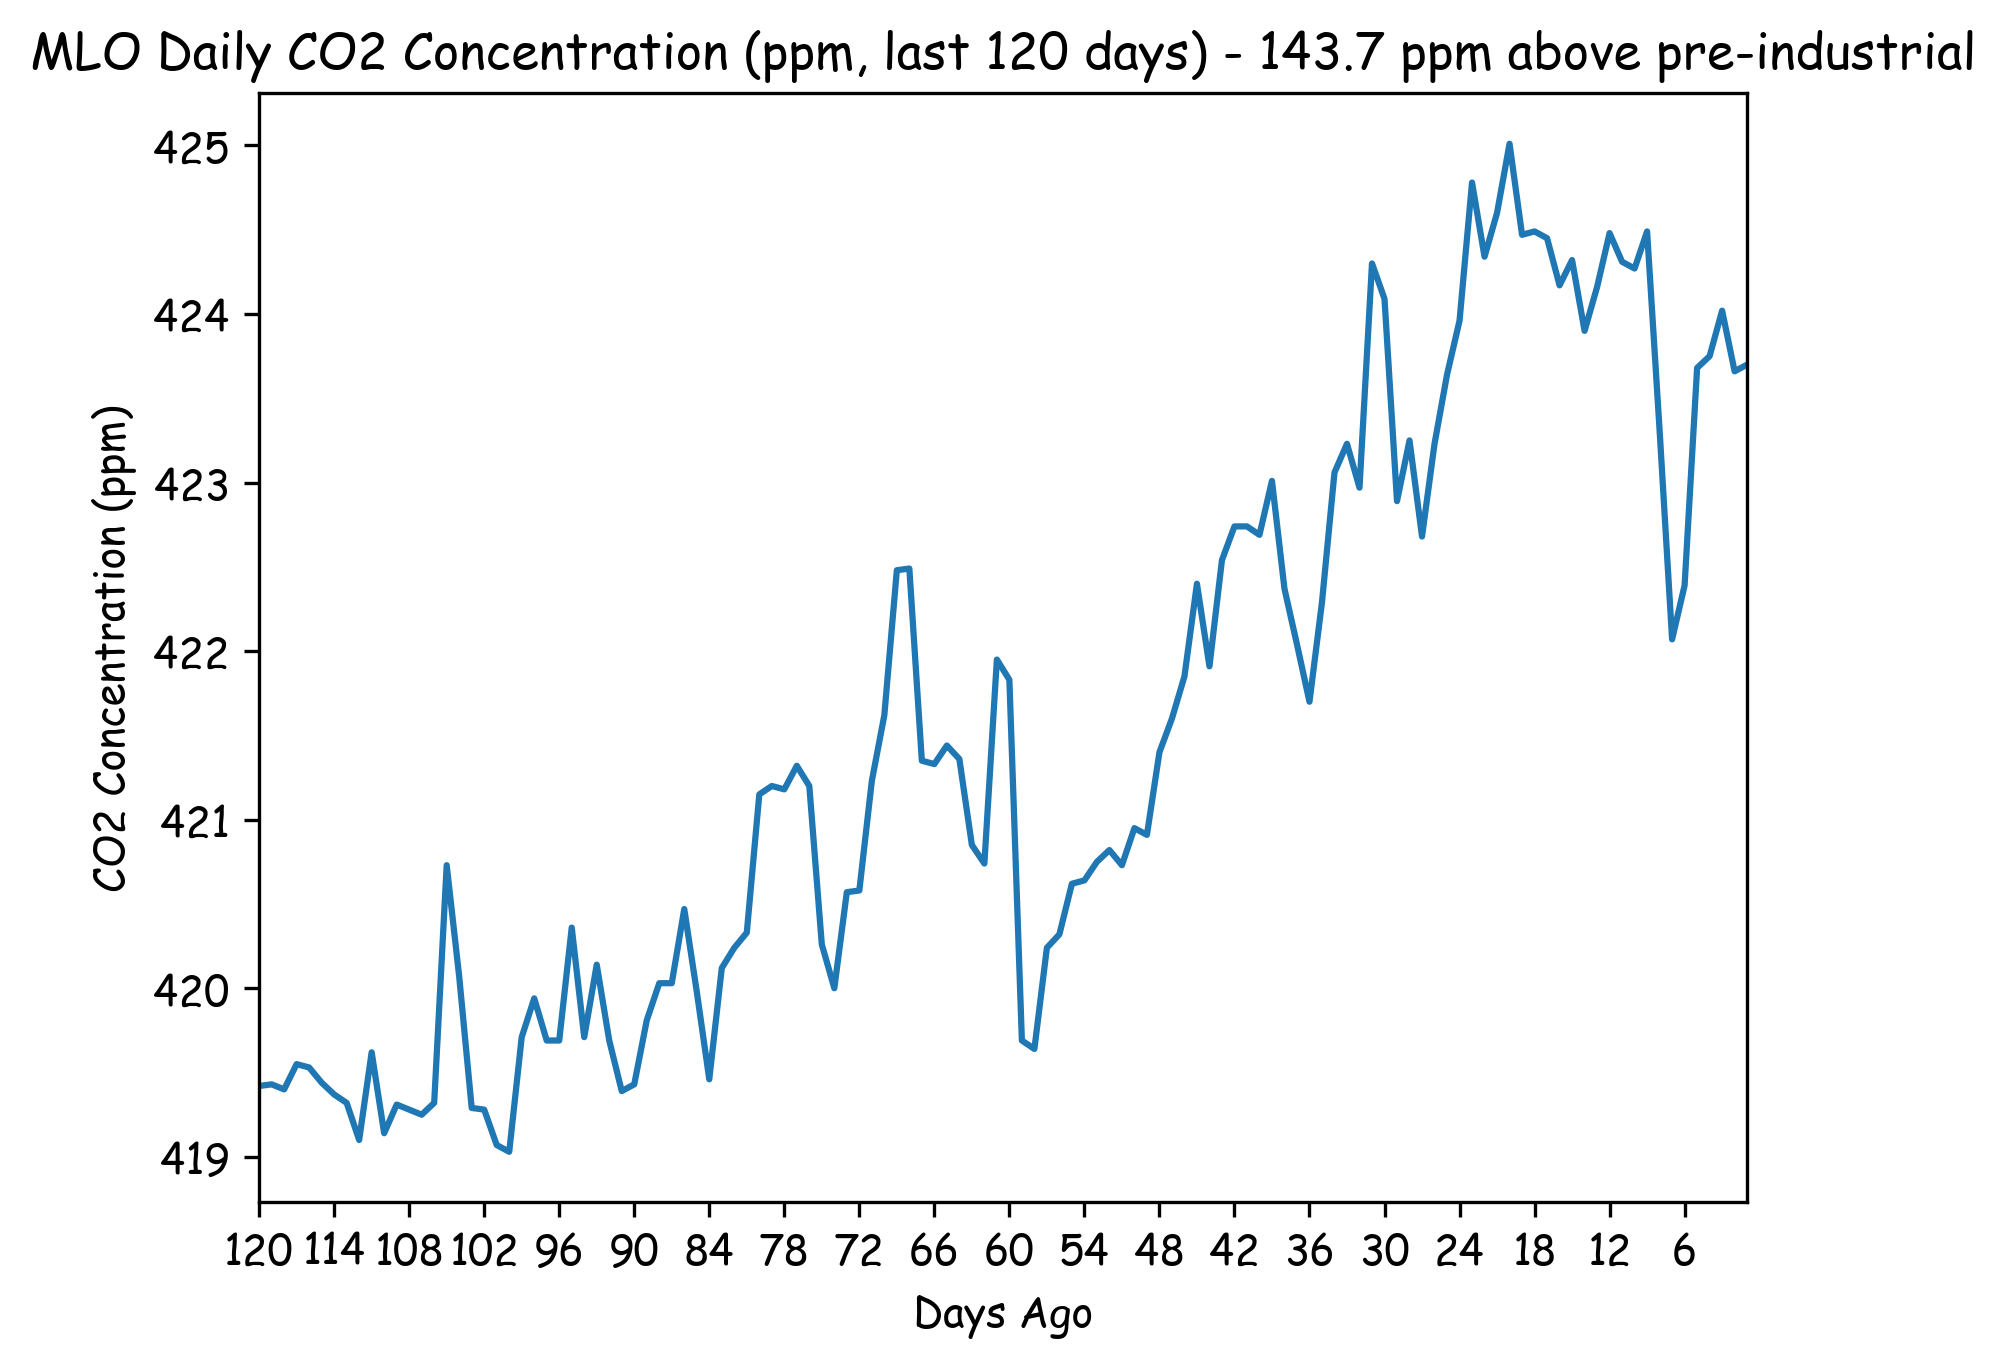 MLO Daily CO2 Concentration (ppm, last 120 days) - 143.7 ppm above pre-industrial
425
424
423
422
421
420
419
CO2 Concentration (ppm)
120 114 108 102 96 90 84 78 72 66 60 54 48 42 36 30 24 18 12 6
Days Ago